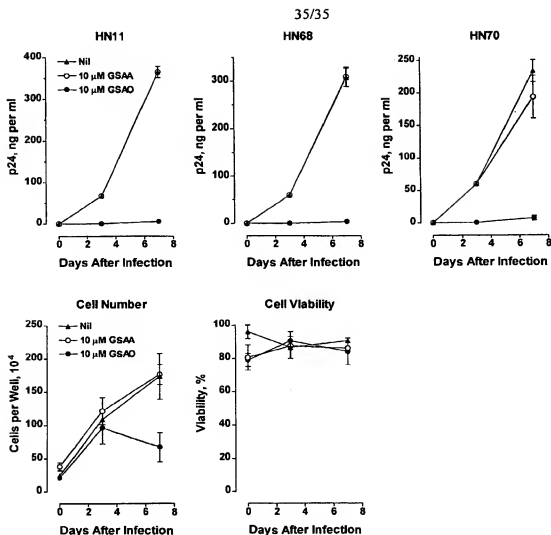 35/35
HN11
HN68
HN70
Nil
10 µM GSAA
10 µM GSAO
p24, ng per ml
400
300
200
100
0
0 2 4 6 8
Days After Infection
p24, ng per ml
300
200
100
0
0 2 4 6 8
Days After Infection
p24, ng per ml
250
200
150
100
50
0
0 2 4 6 8
Days After Infection
Cell Number
Cell Viability
Nil
10 µM GSAA
10 µM GSAO
Cells per Well, 10⁴
250
200
150
100
50
0
0 2 4 6 8
Days After Infection
Viability, %
100
80
60
40
20
0
0 2 4 6 8
Days After Infection